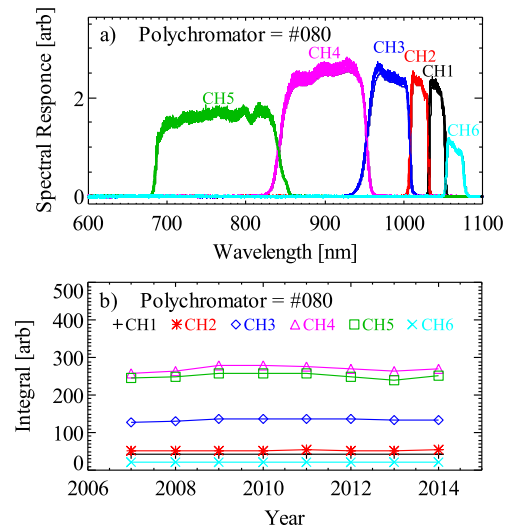 a) Polychromator = #080
CH4
CH3
CH2
CH1
CH5
CH6
Spectral Responce [arb]
2
0
600 700 800 900 1000 1100
Wavelength [nm]
b) Polychromator = #080
CH1 CH2 CH3 CH4 CH5 CH6
Integral [arb]
500
400
300
200
100
0
2006 2008 2010 2012 2014
Year